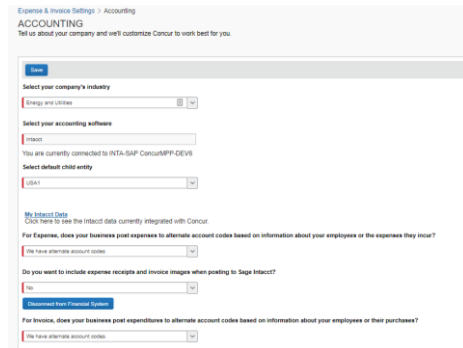 Expense & Invoice Settings > Accounting
ACCOUNTING
Tell us about your company and we'll customize Concur to work best for you.
Save
Select your company's industry
Energy and Utilities
Select your accounting software
Intacct
You are currently connected to INTA-SAP ConcurMPP-DEV6
Select default child entity
USA1
My Intacct Data
Click here to see the Intacct data currently integrated with Concur.
For Expense, does your business post expenses to alternate account codes based on information about your employees or the expenses they incur?
We have alternate account codes
Do you want to include expense receipts and invoice images when posting to Sage Intacct?
No
Disconnect from Financial System
For Invoice, does your business post expenditures to alternate account codes based on information about your employees or their purchases?
We have alternate account codes